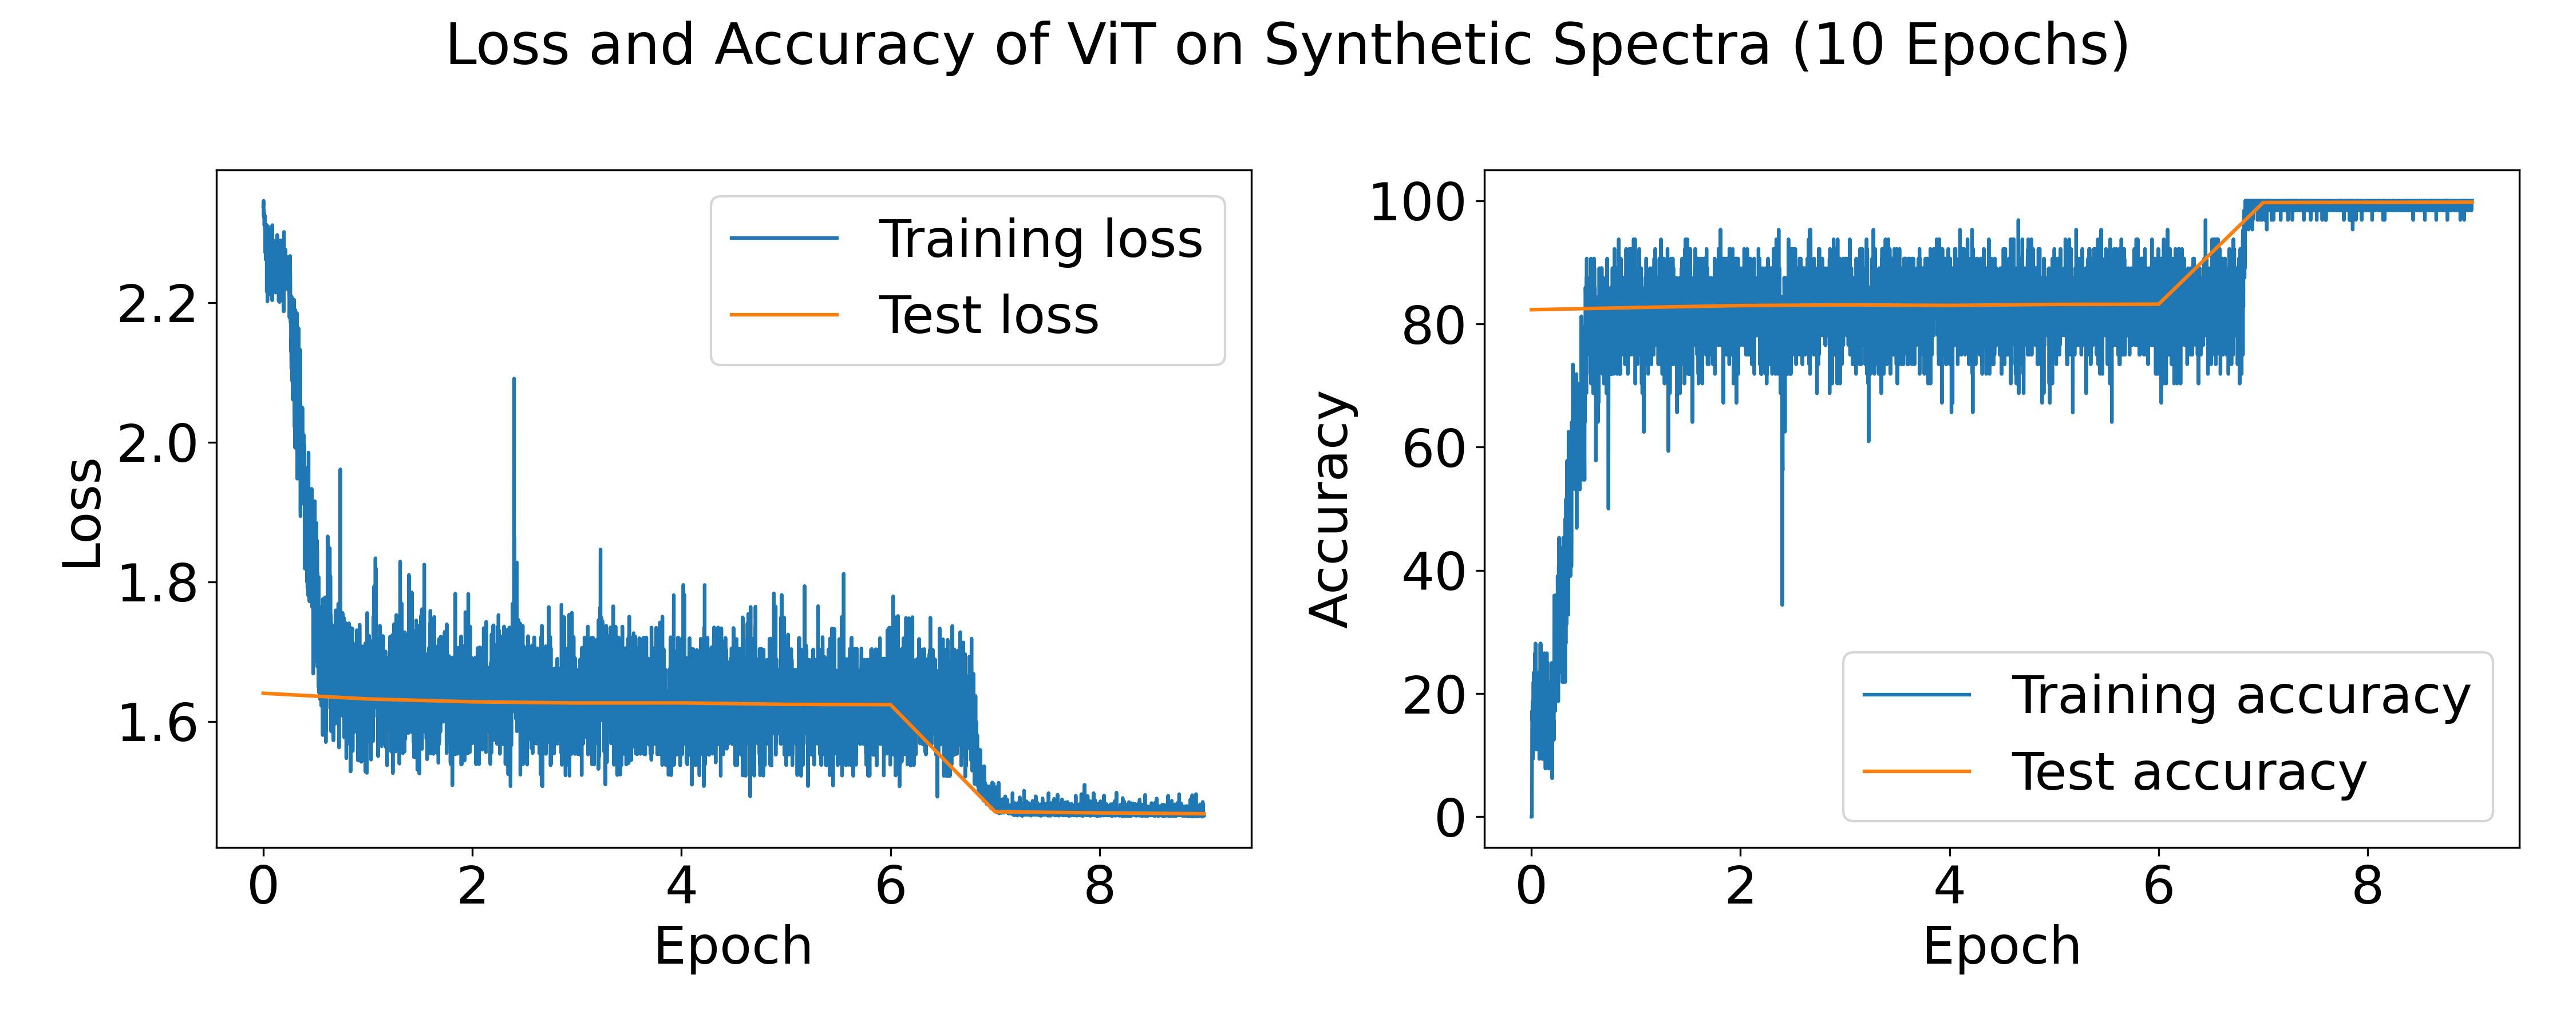 Loss and Accuracy of ViT on Synthetic Spectra (10 Epochs)
Loss
2.2
2.0
1.8
1.6
0 2 4 6 8
Epoch
Training loss
Test loss
Accuracy
100
80
60
40
20
0
0 2 4 6 8
Epoch
Training accuracy
Test accuracy